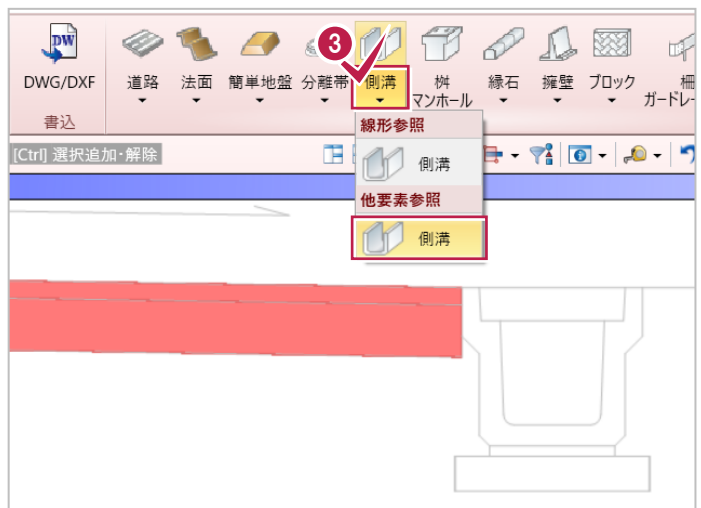 DW
3
DWG/DXF
道路
法面
簡単地盤
分離帯
側溝
桝
マンホール
縁石
擁壁
ブロック
柵
ガードレー
書込
線形参照
[Ctrl] 選択追加・解除
側溝
他要素参照
側溝